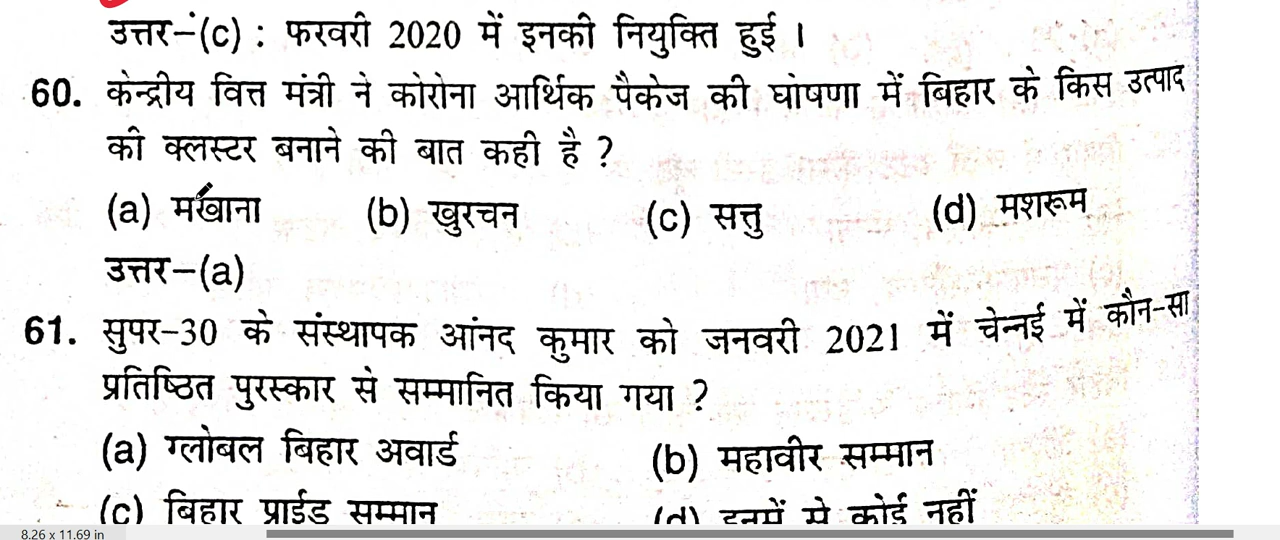 उत्तर–(c) : फरवरी 2020 में इनकी नियुक्ति हुई ।
60. केन्द्रीय वित्त मंत्री ने कोरोना आर्थिक पैकेज की घोषणा में बिहार के किस उत्पाद
की क्लस्टर बनाने की बात कही है ?
(a) मखाना (b) खुरचन (c) सत्तु (d) मशरूम
उत्तर–(a)
61. सुपर–30 के संस्थापक आंनद कुमार को जनवरी 2021 में चेन्नई में कौन-सा
प्रतिष्ठित पुरस्कार से सम्मानित किया गया ?
(a) ग्लोबल बिहार अवार्ड (b) महावीर सम्मान
(c) बिहार प्राईड सम्मान (d) इनमें से कोई नहीं
8.26 x 11.69 in